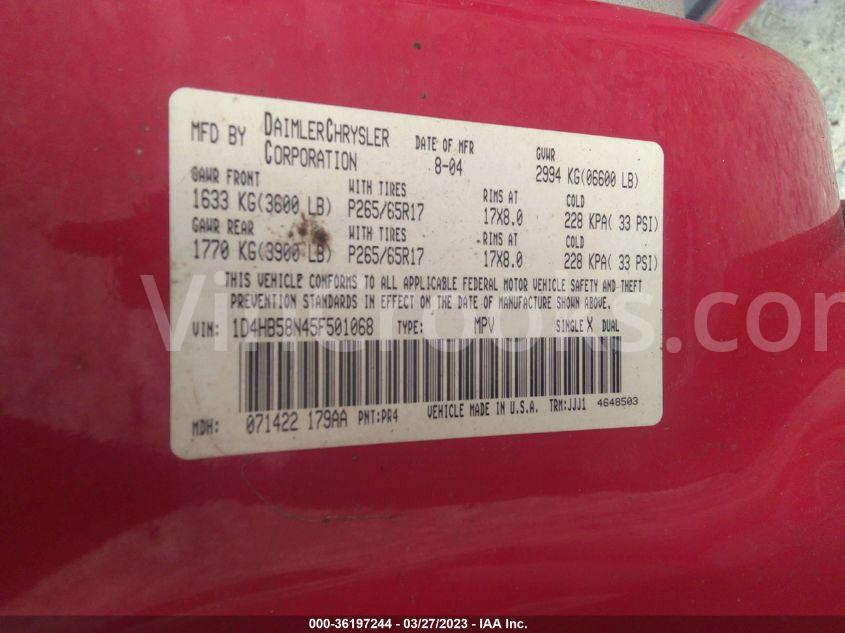 MFD BY DAIMLERCHRYSLER CORPORATION DATE OF MFR 8-04 GVWR 2994 KG(06600 LB)
GAWR FRONT WITH TIRES RIMS AT COLD
1633 KG(3600 LB) P265/65R17 17X8.0 228 KPA( 33 PSI)
GAWR REAR WITH TIRES RIMS AT COLD
1770 KG(3900 LB) P265/65R17 17X8.0 228 KPA( 33 PSI)
THIS VEHICLE CONFORMS TO ALL APPLICABLE FEDERAL MOTOR VEHICLE SAFETY AND THEFT
PREVENTION STANDARDS IN EFFECT ON THE DATE OF MANUFACTURE SHOWN ABOVE.
VIN: 1D4HB58N45F501068 TYPE: MPV SINGLE X DUAL
MDH: 071422 179AA PNT:PR4 VEHICLE MADE IN U.S.A. TRM:JJJ1 4648503
000-36197244 — 03/27/2023 — IAA Inc.